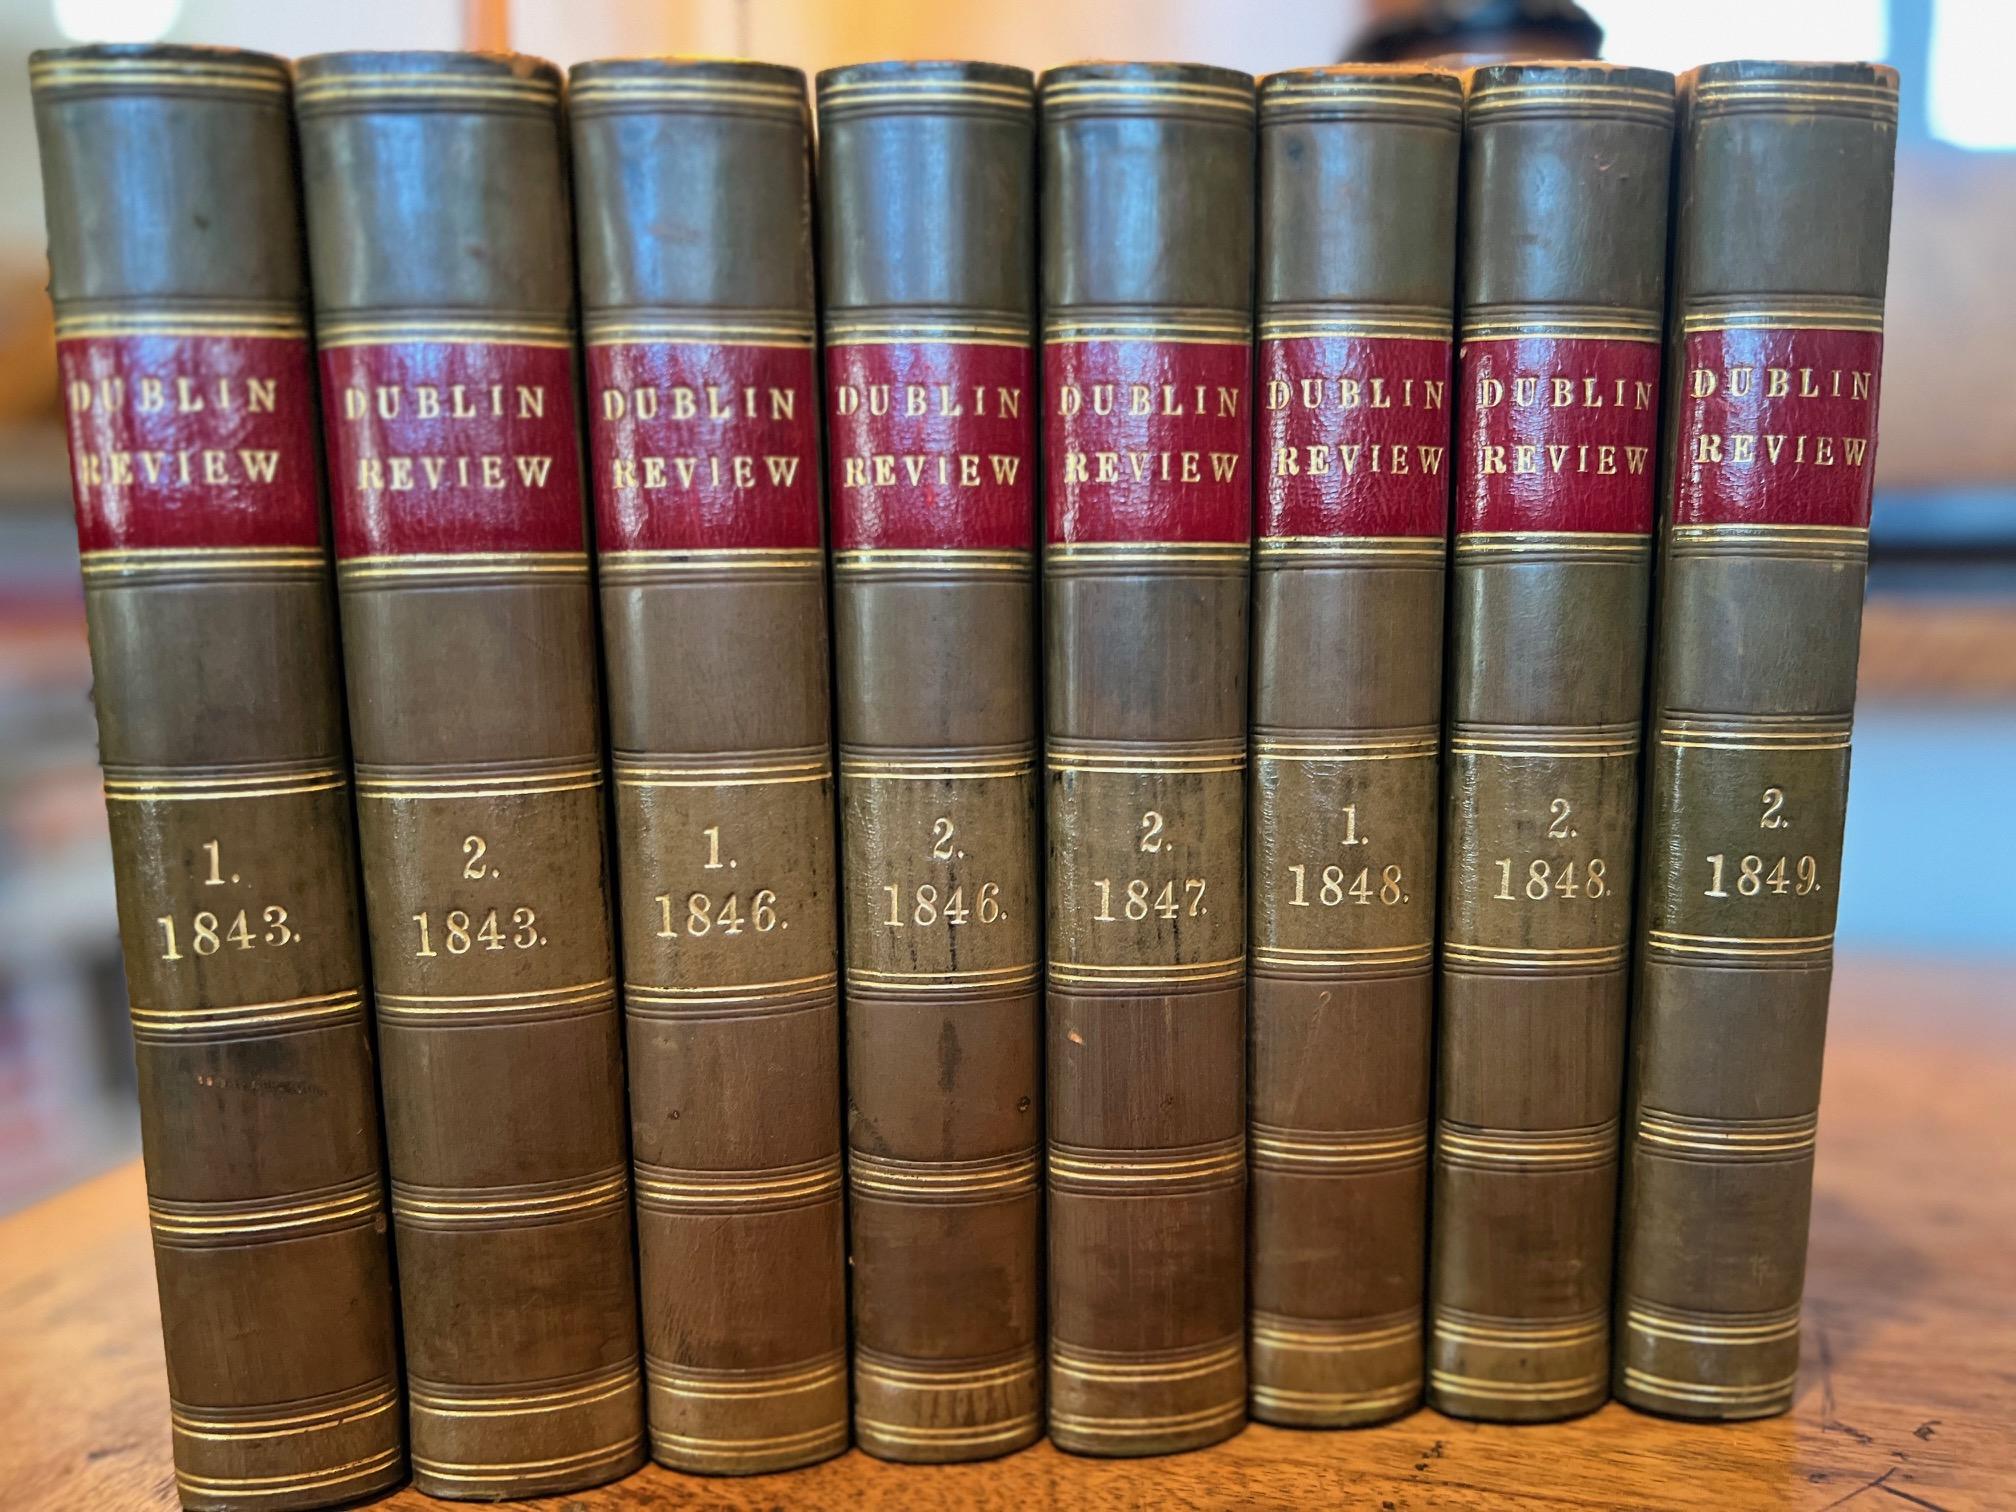 DUBLIN
REVIEW
1.
1843.
DUBLIN
REVIEW
2.
1843.
DUBLIN
REVIEW
1.
1846.
DUBLIN
REVIEW
2.
1846.
DUBLIN
REVIEW
2.
1847.
DUBLIN
REVIEW
1.
1848.
DUBLIN
REVIEW
2.
1848.
DUBLIN
REVIEW
2.
1849.